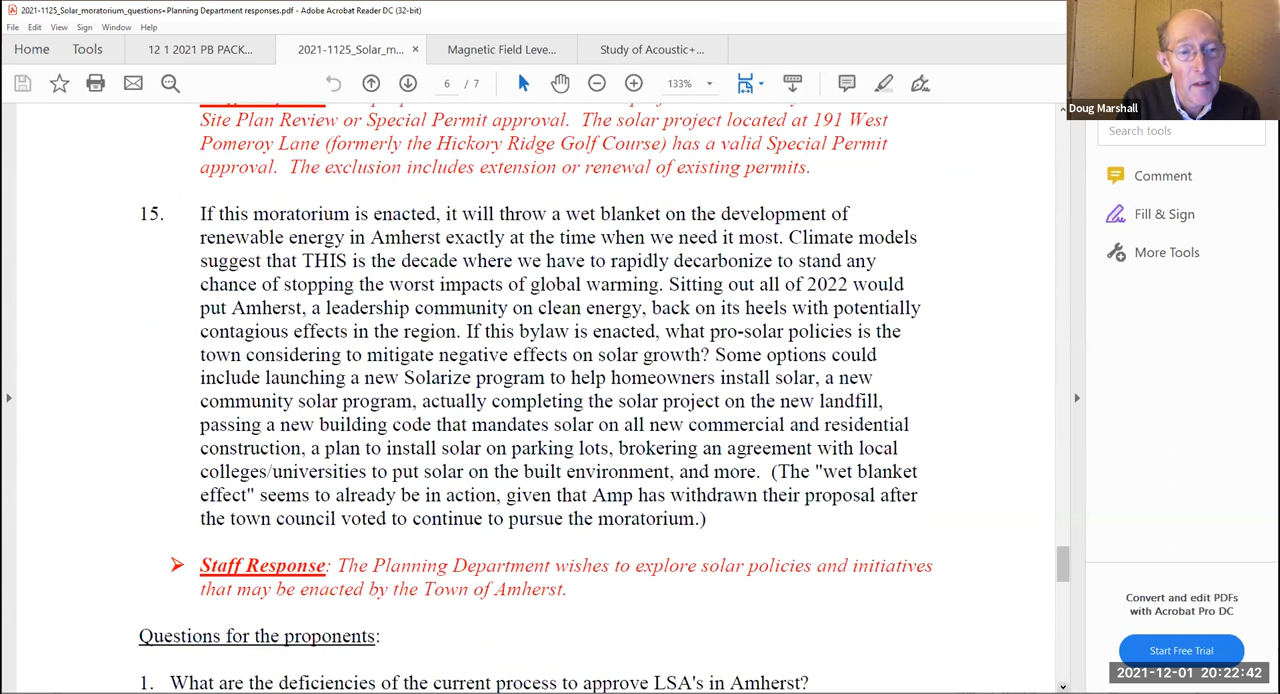 2021-1125_Solar_moratorium_questions+Planning Department responses.pdf - Adobe Acrobat Reader DC (32-bit)
File Edit View Sign Window Help
Home Tools 12 1 2021 PB PACK... 2021-1125_Solar_m... × Magnetic Field Leve... Study of Acoustic+...
6 / 7 133%
Doug Marshall
Search tools
Comment
Fill & Sign
More Tools
Site Plan Review or Special Permit approval. The solar project located at 191 West
Pomeroy Lane (formerly the Hickory Ridge Golf Course) has a valid Special Permit
approval. The exclusion includes extension or renewal of existing permits.
15. If this moratorium is enacted, it will throw a wet blanket on the development of
renewable energy in Amherst exactly at the time when we need it most. Climate models
suggest that THIS is the decade where we have to rapidly decarbonize to stand any
chance of stopping the worst impacts of global warming. Sitting out all of 2022 would
put Amherst, a leadership community on clean energy, back on its heels with potentially
contagious effects in the region. If this bylaw is enacted, what pro-solar policies is the
town considering to mitigate negative effects on solar growth? Some options could
include launching a new Solarize program to help homeowners install solar, a new
community solar program, actually completing the solar project on the new landfill,
passing a new building code that mandates solar on all new commercial and residential
construction, a plan to install solar on parking lots, brokering an agreement with local
colleges/universities to put solar on the built environment, and more. (The "wet blanket
effect" seems to already be in action, given that Amp has withdrawn their proposal after
the town council voted to continue to pursue the moratorium.)
Staff Response: The Planning Department wishes to explore solar policies and initiatives
that may be enacted by the Town of Amherst.
Questions for the proponents:
1. What are the deficiencies of the current process to approve LSA's in Amherst?
Convert and edit PDFs
with Acrobat Pro DC
Start Free Trial
2021-12-01 20:22:42